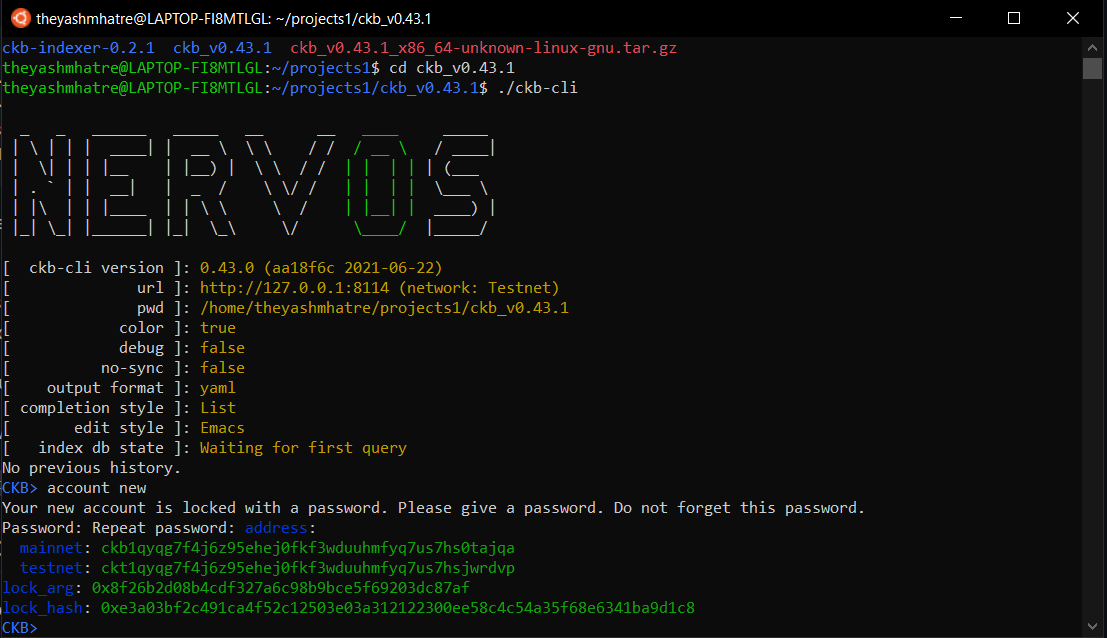 theyashmhatre@LAPTOP-FI8MTLGL: ~/projects1/ckb_v0.43.1
ckb-indexer-0.2.1  ckb_v0.43.1  ckb_v0.43.1_x86_64-unknown-linux-gnu.tar.gz
theyashmhatre@LAPTOP-FI8MTLGL:~/projects1$ cd ckb_v0.43.1
theyashmhatre@LAPTOP-FI8MTLGL:~/projects1/ckb_v0.43.1$ ./ckb-cli
NERVOS
[  ckb-cli version ]: 0.43.0 (aa18f6c 2021-06-22)
[              url ]: http://127.0.0.1:8114 (network: Testnet)
[              pwd ]: /home/theyashmhatre/projects1/ckb_v0.43.1
[            color ]: true
[            debug ]: false
[          no-sync ]: false
[    output format ]: yaml
[ completion style ]: List
[       edit style ]: Emacs
[   index db state ]: Waiting for first query
No previous history.
CKB> account new
Your new account is locked with a password. Please give a password. Do not forget this password.
Password: Repeat password: address:
  mainnet: ckb1qyqg7f4j6z95ehej0fkf3wduuhmfyq7us7hs0tajqa
  testnet: ckt1qyqg7f4j6z95ehej0fkf3wduuhmfyq7us7hsjwrdvp
lock_arg: 0x8f26b2d08b4cdf327a6c98b9bce5f69203dc87af
lock_hash: 0xe3a03bf2c491ca4f52c12503e03a312122300ee58c4c54a35f68e6341ba9d1c8
CKB>